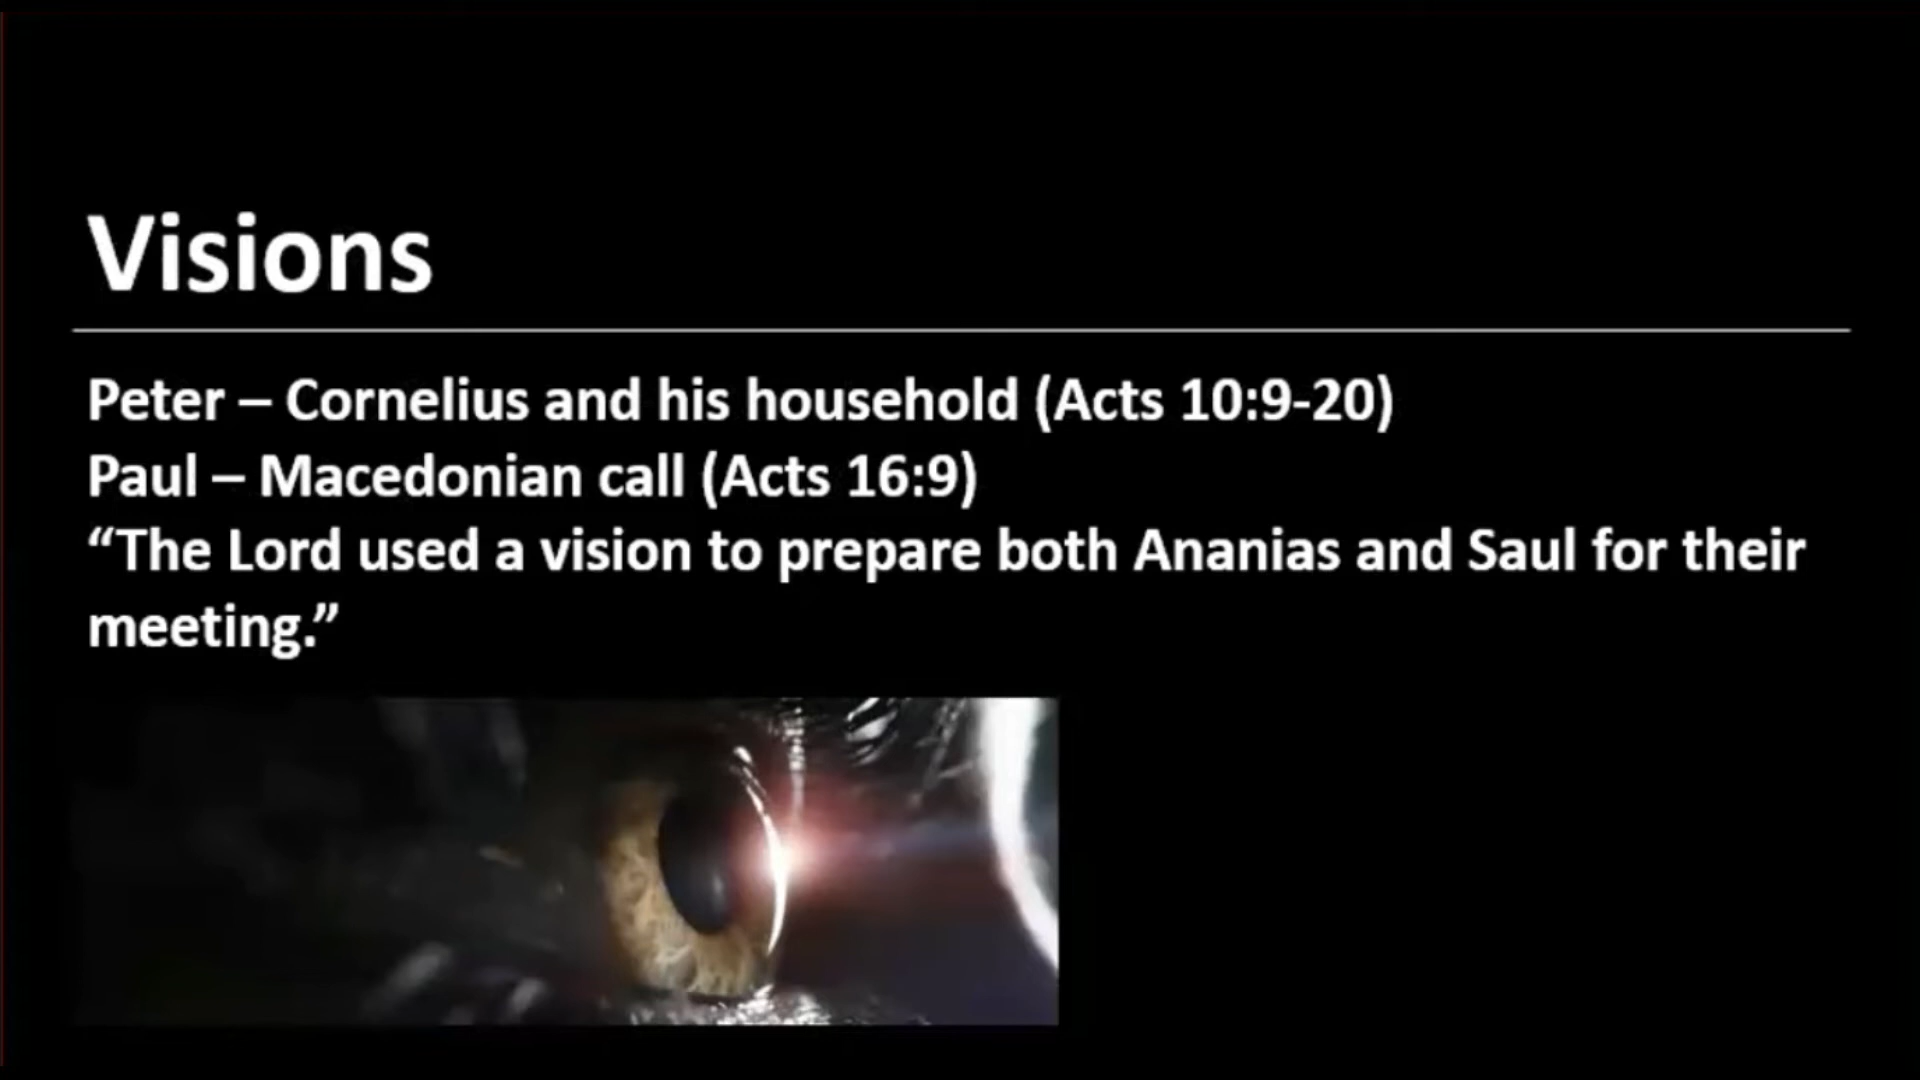 Visions
Peter – Cornelius and his household (Acts 10:9-20)
Paul – Macedonian call (Acts 16:9)
“The Lord used a vision to prepare both Ananias and Saul for their
meeting.”